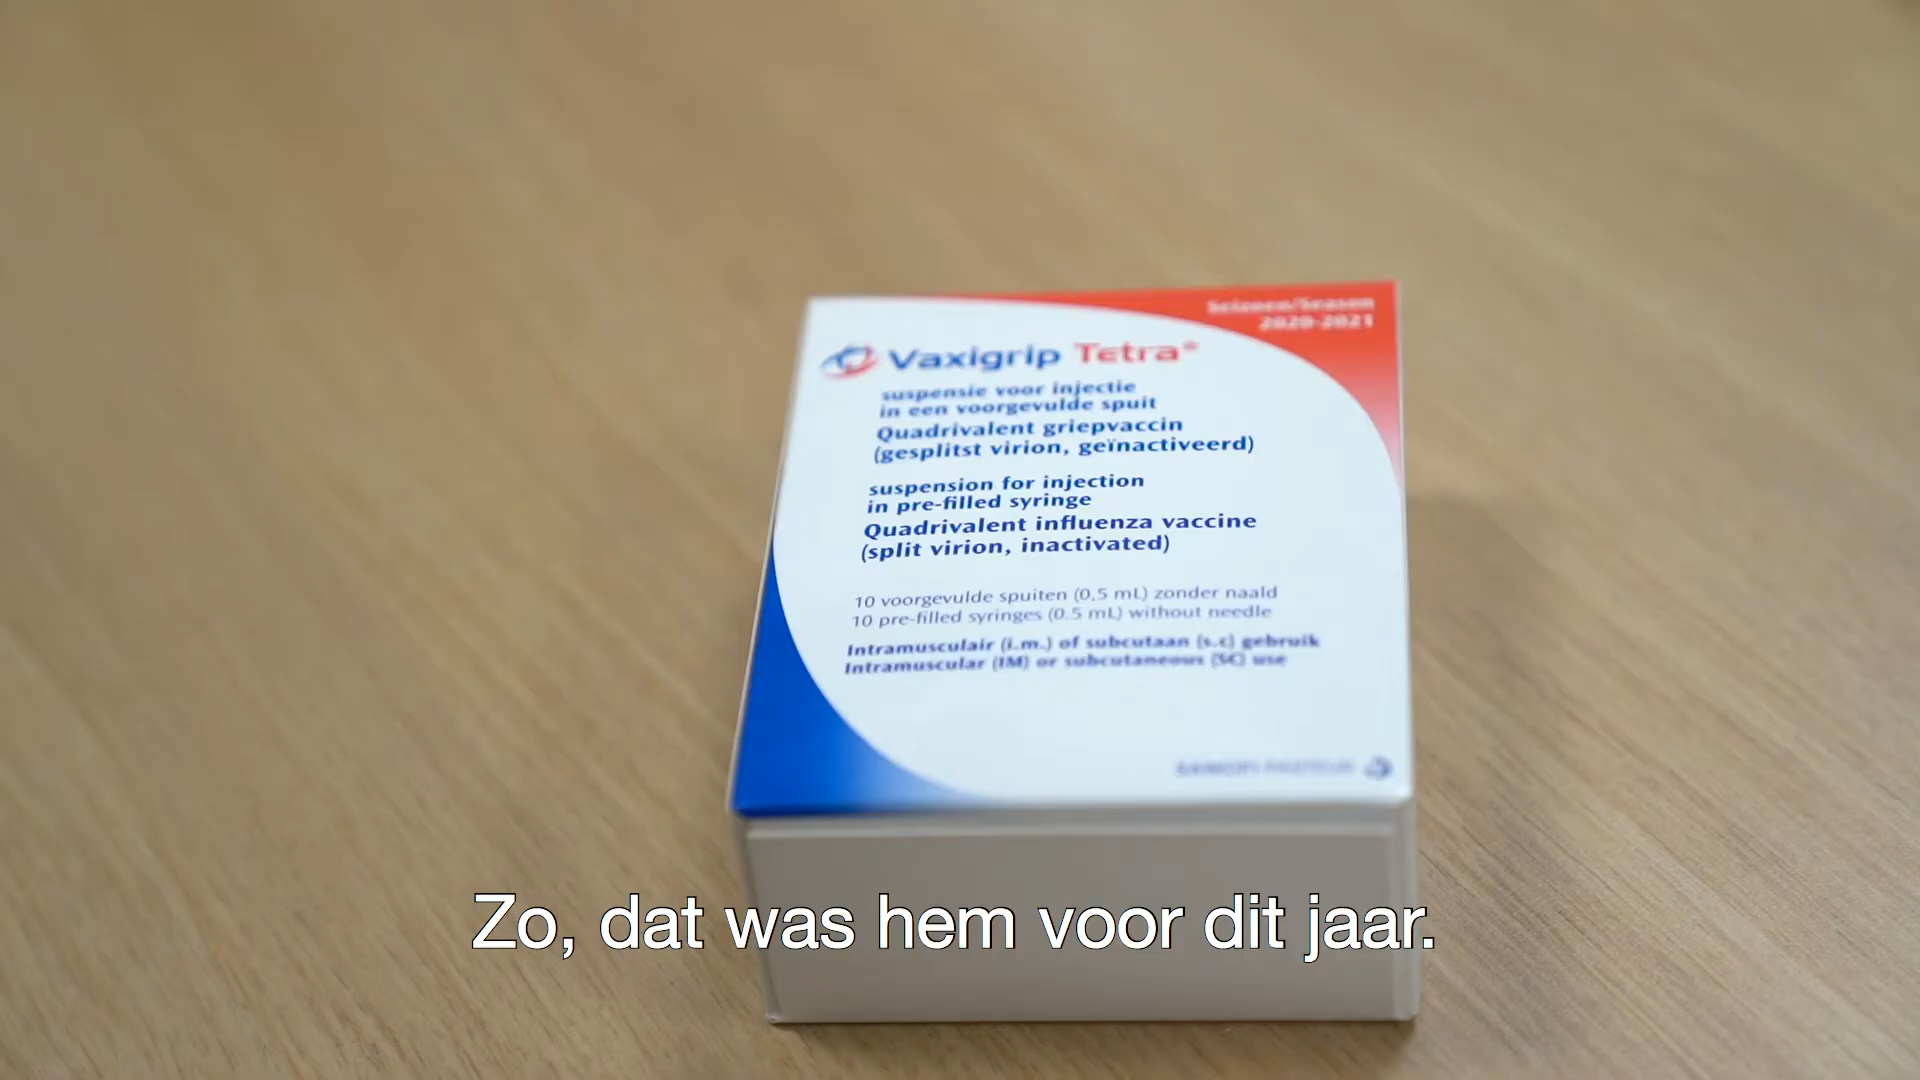 Seizoen/Season
2020-2021
Vaxigrip Tetra®
suspensie voor injectie
in een voorgevulde spuit
Quadrivalent griepvaccin
(gesplitst virion, geïnactiveerd)
suspension for injection
in pre-filled syringe
Quadrivalent influenza vaccine
(split virion, inactivated)
10 voorgevulde spuiten (0,5 mL) zonder naald
10 pre-filled syringes (0.5 mL) without needle
Intramusculair (i.m.) of subcutaan (s.c) gebruik
Intramuscular (IM) or subcutaneous (SC) use
SANOFI PASTEUR
Zo, dat was hem voor dit jaar.